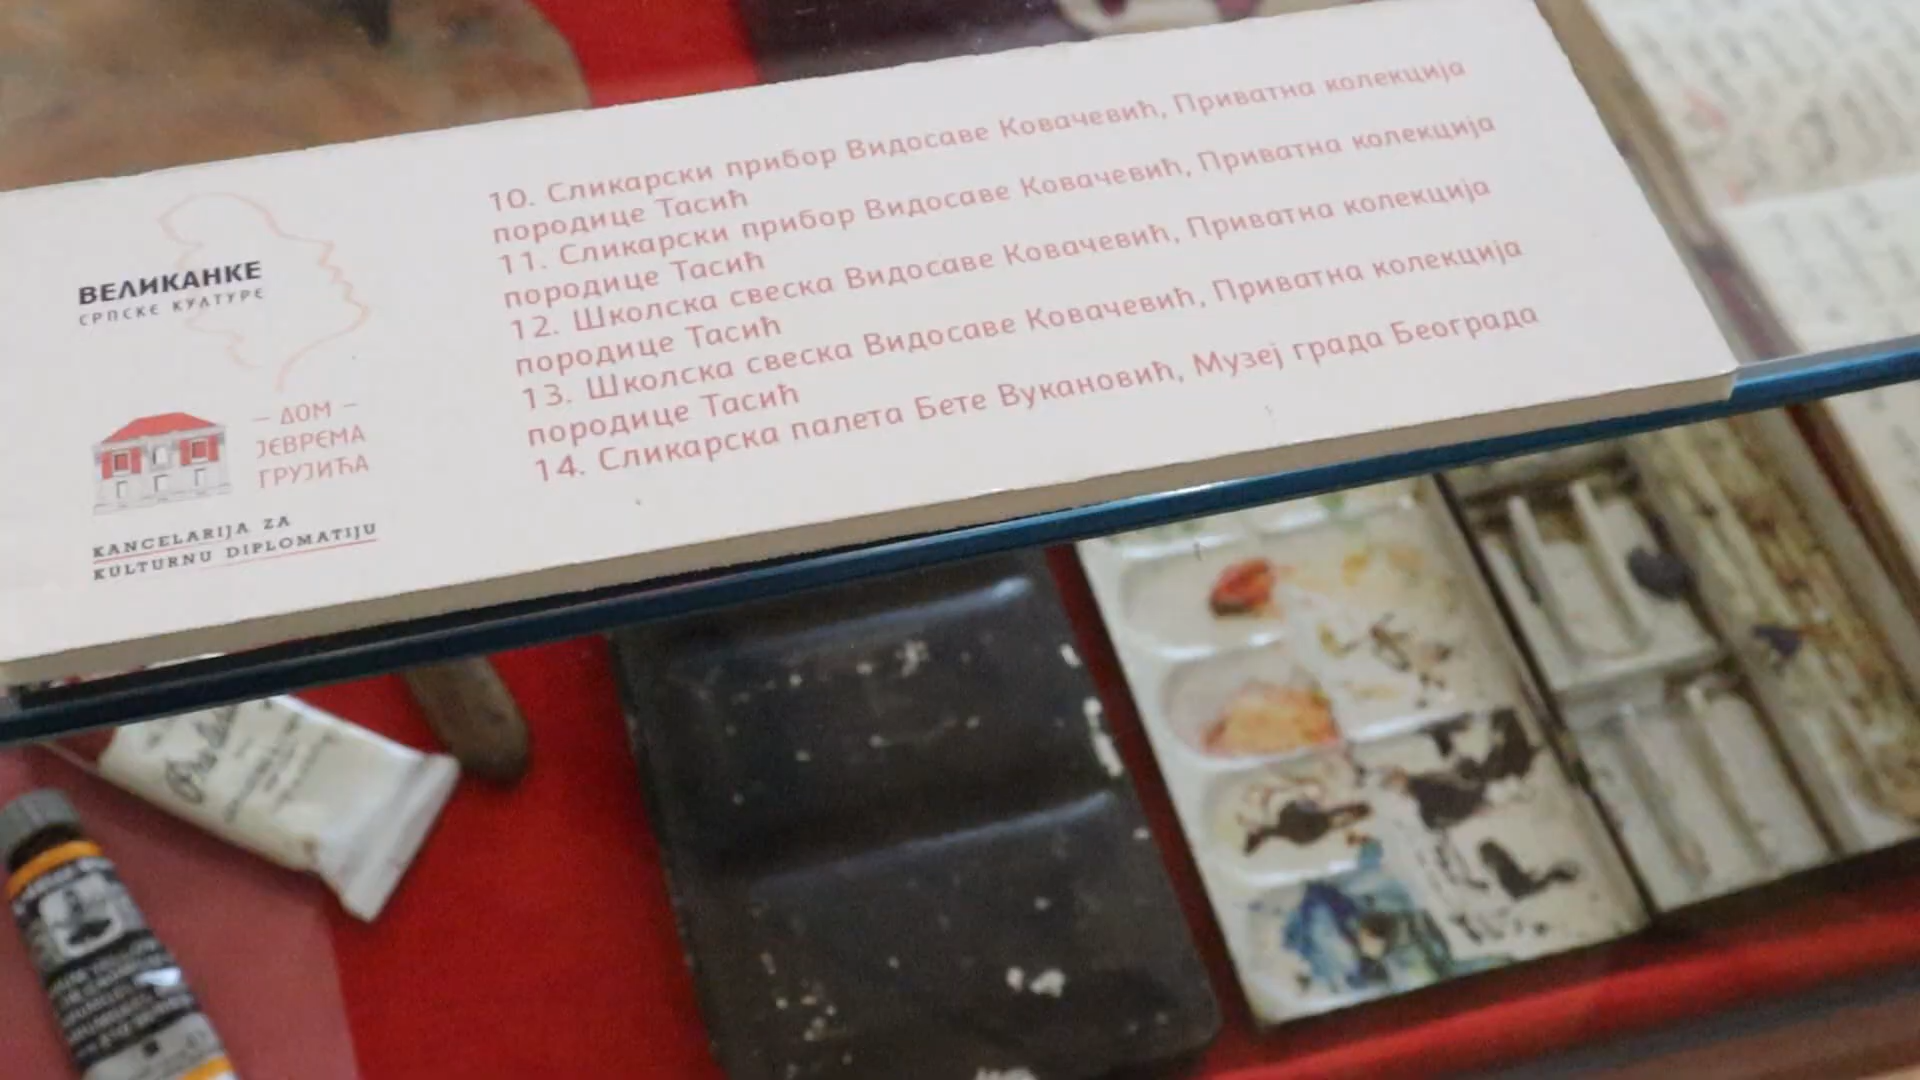 ВЕЛИКАНКЕ
СРПСКЕ КУЛТУРЕ
– ДОМ –
ЈЕВРЕМА
ГРУЈИЋА
KANCELARIJA ZA
KULTURNU DIPLOMATIJU
10. Сликарски прибор Видосаве Ковачевић, Приватна колекција
породице Тасић
11. Сликарски прибор Видосаве Ковачевић, Приватна колекција
породице Тасић
12. Школска свеска Видосаве Ковачевић, Приватна колекција
породице Тасић
13. Школска свеска Видосаве Ковачевић, Приватна колекција
породице Тасић
14. Сликарска палета Бете Вукановић, Музеј града Београда